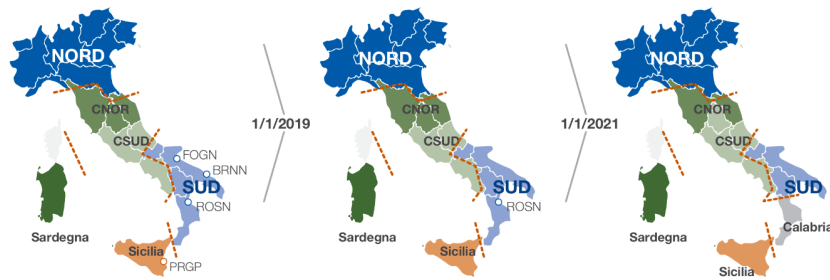 NORD
CNOR
CSUD
FOGN
BRNN
SUD
ROSN
Sardegna
Sicilia
PRGP
1/1/2019
NORD
CNOR
CSUD
SUD
ROSN
Sardegna
Sicilia
1/1/2021
NORD
CNOR
CSUD
SUD
Calabria
Sardegna
Sicilia